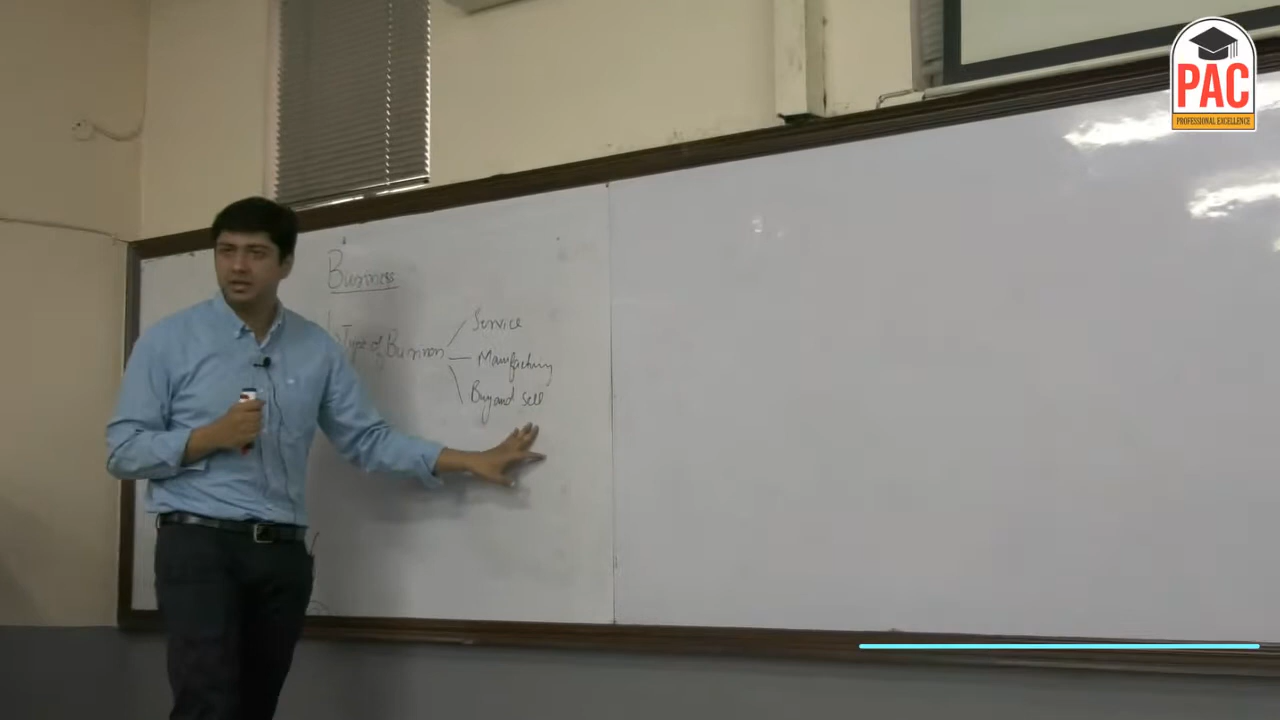 Business
Type of Business
Service
Manufacturing
Buy and Sell
PAC
PROFESSIONAL EXCELLENCE